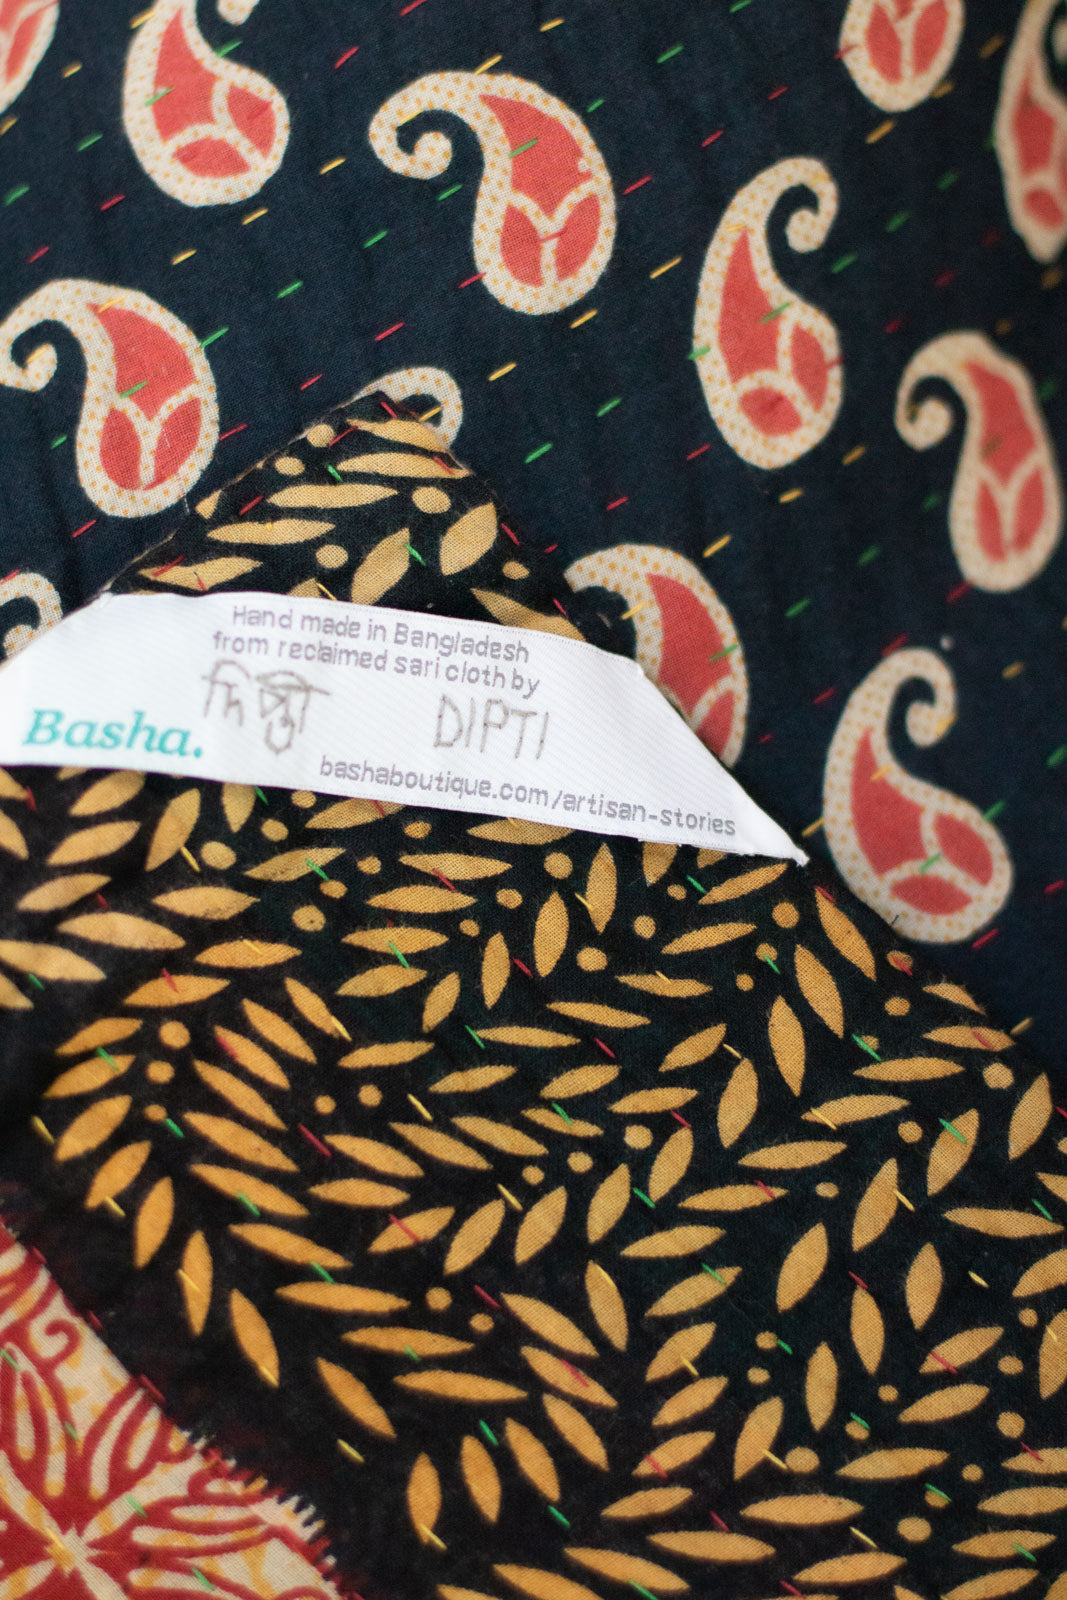 Hand made in Bangladesh
from reclaimed sari cloth by
দিপ্তী DIPTI
Basha.
bashaboutique.com/artisan-stories